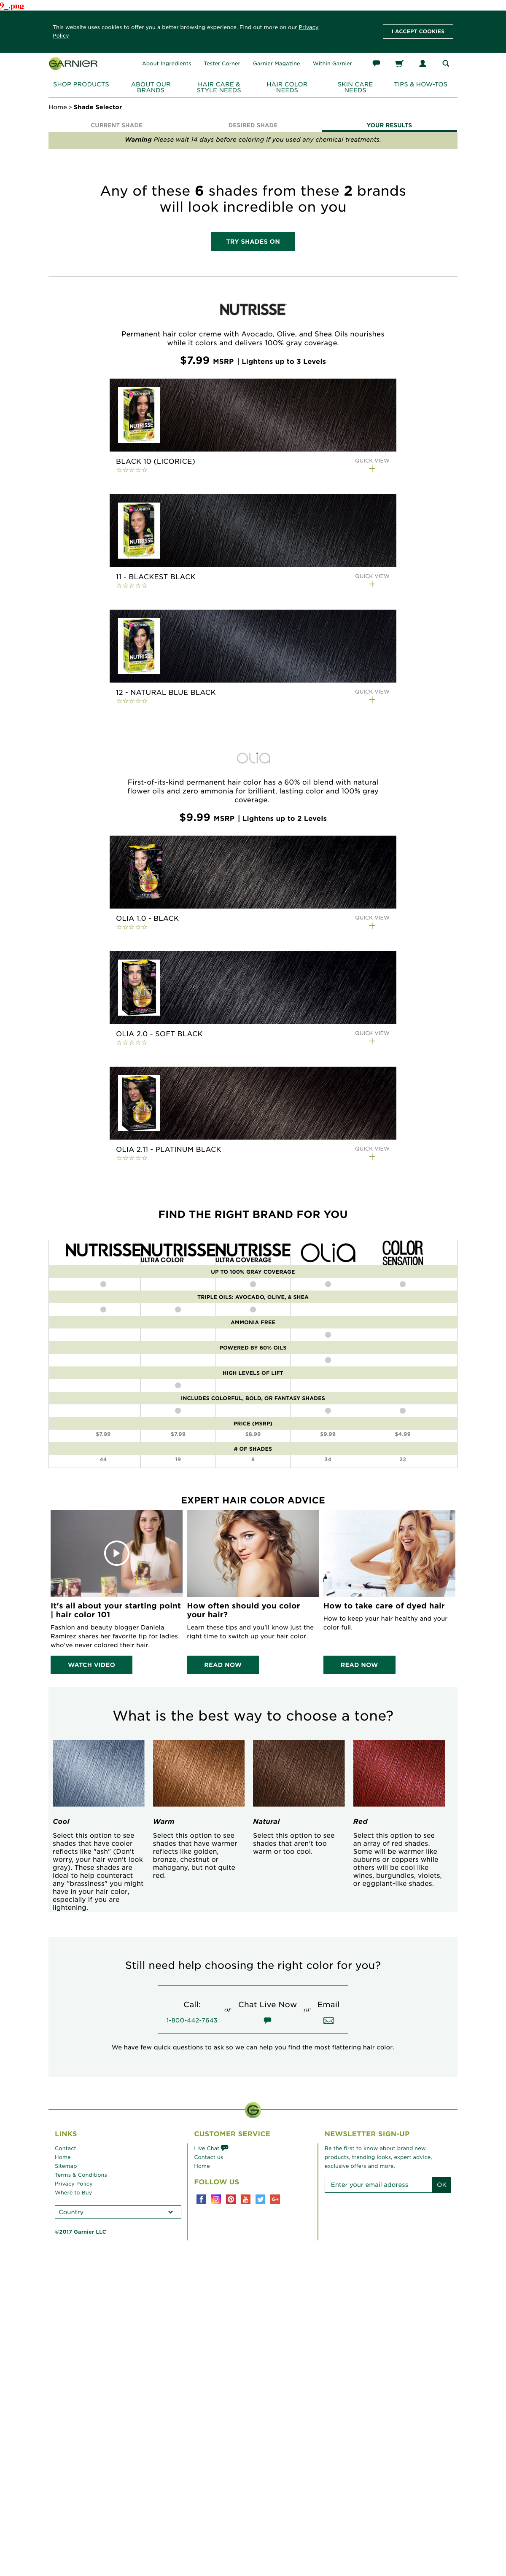 9_.png
This website uses cookies to offer you a better browsing experience. Find out more on our Privacy
Policy
I ACCEPT COOKIES
GARNIER
About Ingredients
Tester Corner
Garnier Magazine
Within Garnier
SHOP PRODUCTS
ABOUT OUR
BRANDS
HAIR CARE &
STYLE NEEDS
HAIR COLOR
NEEDS
SKIN CARE
NEEDS
TIPS & HOW-TOS
Home > Shade Selector
CURRENT SHADE
DESIRED SHADE
YOUR RESULTS
Warning Please wait 14 days before coloring if you used any chemical treatments.
Any of these 6 shades from these 2 brands
will look incredible on you
TRY SHADES ON
NUTRISSE
Permanent hair color creme with Avocado, Olive, and Shea Oils nourishes
while it colors and delivers 100% gray coverage.
$7.99 MSRP | Lightens up to 3 Levels
NUTRISSE
BLACK 10 (LICORICE)
QUICK VIEW
NUTRISSE
11 - BLACKEST BLACK
QUICK VIEW
NUTRISSE
12 - NATURAL BLUE BLACK
QUICK VIEW
OLIA
First-of-its-kind permanent hair color has a 60% oil blend with natural
flower oils and zero ammonia for brilliant, lasting color and 100% gray
coverage.
$9.99 MSRP | Lightens up to 2 Levels
OLIA 1.0 - BLACK
QUICK VIEW
OLIA 2.0 - SOFT BLACK
QUICK VIEW
OLIA 2.11 - PLATINUM BLACK
QUICK VIEW
FIND THE RIGHT BRAND FOR YOU
NUTRISSE
NUTRISSE
ULTRA COLOR
NUTRISSE
ULTRA COVERAGE
OLIA
COLOR
SENSATION
UP TO 100% GRAY COVERAGE
TRIPLE OILS: AVOCADO, OLIVE, & SHEA
AMMONIA FREE
POWERED BY 60% OILS
HIGH LEVELS OF LIFT
INCLUDES COLORFUL, BOLD, OR FANTASY SHADES
PRICE (MSRP)
$7.99 $7.99 $8.99 $9.99 $4.99
# OF SHADES
44 19 8 34 22
EXPERT HAIR COLOR ADVICE
It's all about your starting point
| hair color 101
Fashion and beauty blogger Daniela
Ramirez shares her favorite tip for ladies
who've never colored their hair.
WATCH VIDEO
How often should you color
your hair?
Learn these tips and you'll know just the
right time to switch up your hair color.
READ NOW
How to take care of dyed hair
How to keep your hair healthy and your
color full.
READ NOW
What is the best way to choose a tone?
Cool
Select this option to see
shades that have cooler
reflects like "ash" (Don't
worry, your hair won't look
gray). These shades are
ideal to help counteract
any "brassiness" you might
have in your hair color,
especially if you are
lightening.
Warm
Select this option to see
shades that have warmer
reflects like golden,
bronze, chestnut or
mahogany, but not quite
red.
Natural
Select this option to see
shades that aren't too
warm or too cool.
Red
Select this option to see
an array of red shades.
Some will be warmer like
auburns or coppers while
others will be cool like
wines, burgundies, violets,
or eggplant-like shades.
Still need help choosing the right color for you?
Call:
1-800-442-7643
or
Chat Live Now
or
Email
We have few quick questions to ask so we can help you find the most flattering hair color.
G
LINKS
Contact
Home
Sitemap
Terms & Conditions
Privacy Policy
Where to Buy
Country
©2017 Garnier LLC
CUSTOMER SERVICE
Live Chat
Contact us
Home
FOLLOW US
NEWSLETTER SIGN-UP
Be the first to know about brand new
products, trending looks, expert advice,
exclusive offers and more.
Enter your email address
OK